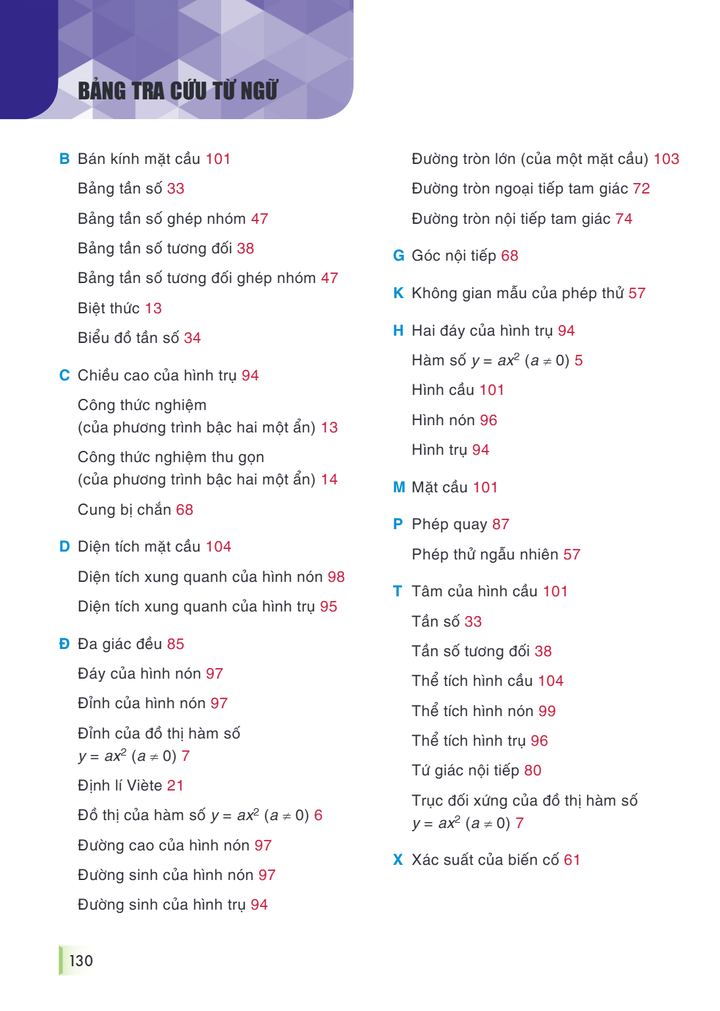 BẢNG TRA CỨU TỪ NGỮ
B Bán kính mặt cầu 101
Bảng tần số 33
Bảng tần số ghép nhóm 47
Bảng tần số tương đối 38
Bảng tần số tương đối ghép nhóm 47
Biệt thức 13
Biểu đồ tần số 34
C Chiều cao của hình trụ 94
Công thức nghiệm
(của phương trình bậc hai một ẩn) 13
Công thức nghiệm thu gọn
(của phương trình bậc hai một ẩn) 14
Cung bị chắn 68
D Diện tích mặt cầu 104
Diện tích xung quanh của hình nón 98
Diện tích xung quanh của hình trụ 95
Đ Đa giác đều 85
Đáy của hình nón 97
Đỉnh của hình nón 97
Đỉnh của đồ thị hàm số
y = ax² (a ≠ 0) 7
Định lí Viète 21
Đồ thị của hàm số y = ax² (a ≠ 0) 6
Đường cao của hình nón 97
Đường sinh của hình nón 97
Đường sinh của hình trụ 94
Đường tròn lớn (của một mặt cầu) 103
Đường tròn ngoại tiếp tam giác 72
Đường tròn nội tiếp tam giác 74
G Góc nội tiếp 68
K Không gian mẫu của phép thử 57
H Hai đáy của hình trụ 94
Hàm số y = ax² (a ≠ 0) 5
Hình cầu 101
Hình nón 96
Hình trụ 94
M Mặt cầu 101
P Phép quay 87
Phép thử ngẫu nhiên 57
T Tâm của hình cầu 101
Tần số 33
Tần số tương đối 38
Thể tích hình cầu 104
Thể tích hình nón 99
Thể tích hình trụ 96
Tứ giác nội tiếp 80
Trục đối xứng của đồ thị hàm số
y = ax² (a ≠ 0) 7
X Xác suất của biến cố 61
130